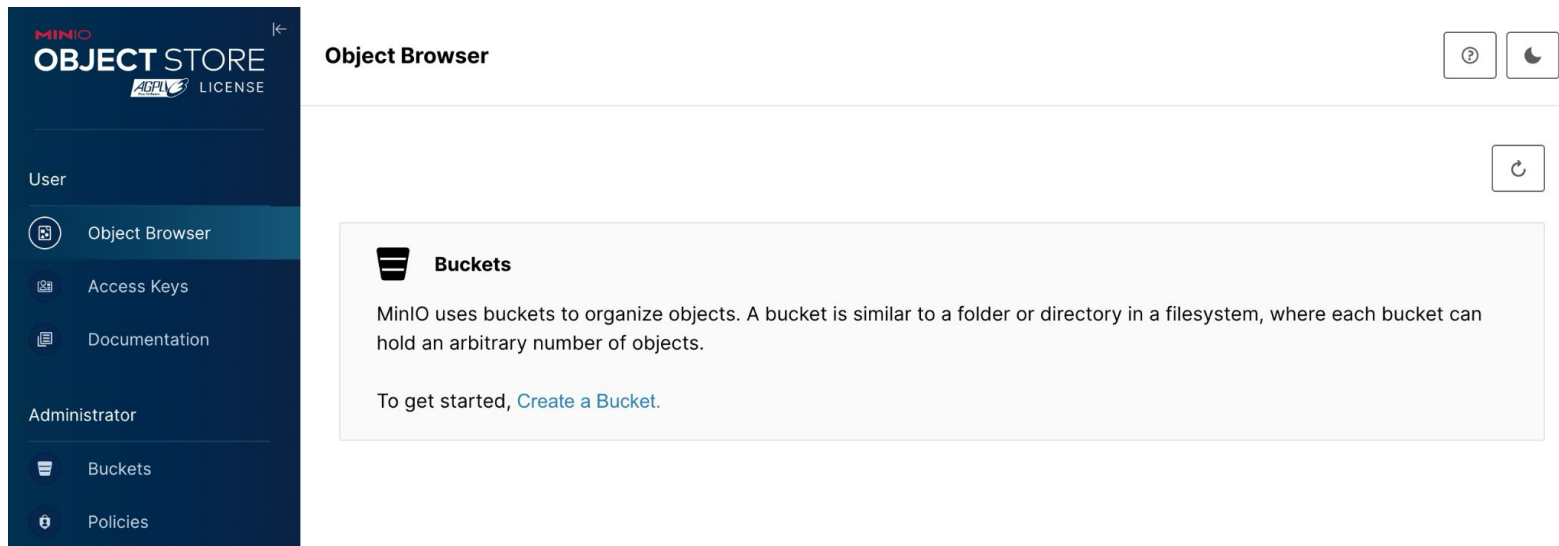 MINIO
OBJECT STORE
AGPLv3 LICENSE
User
Object Browser
Access Keys
Documentation
Administrator
Buckets
Policies
Object Browser
Buckets
MinIO uses buckets to organize objects. A bucket is similar to a folder or directory in a filesystem, where each bucket can
hold an arbitrary number of objects.
To get started, Create a Bucket.